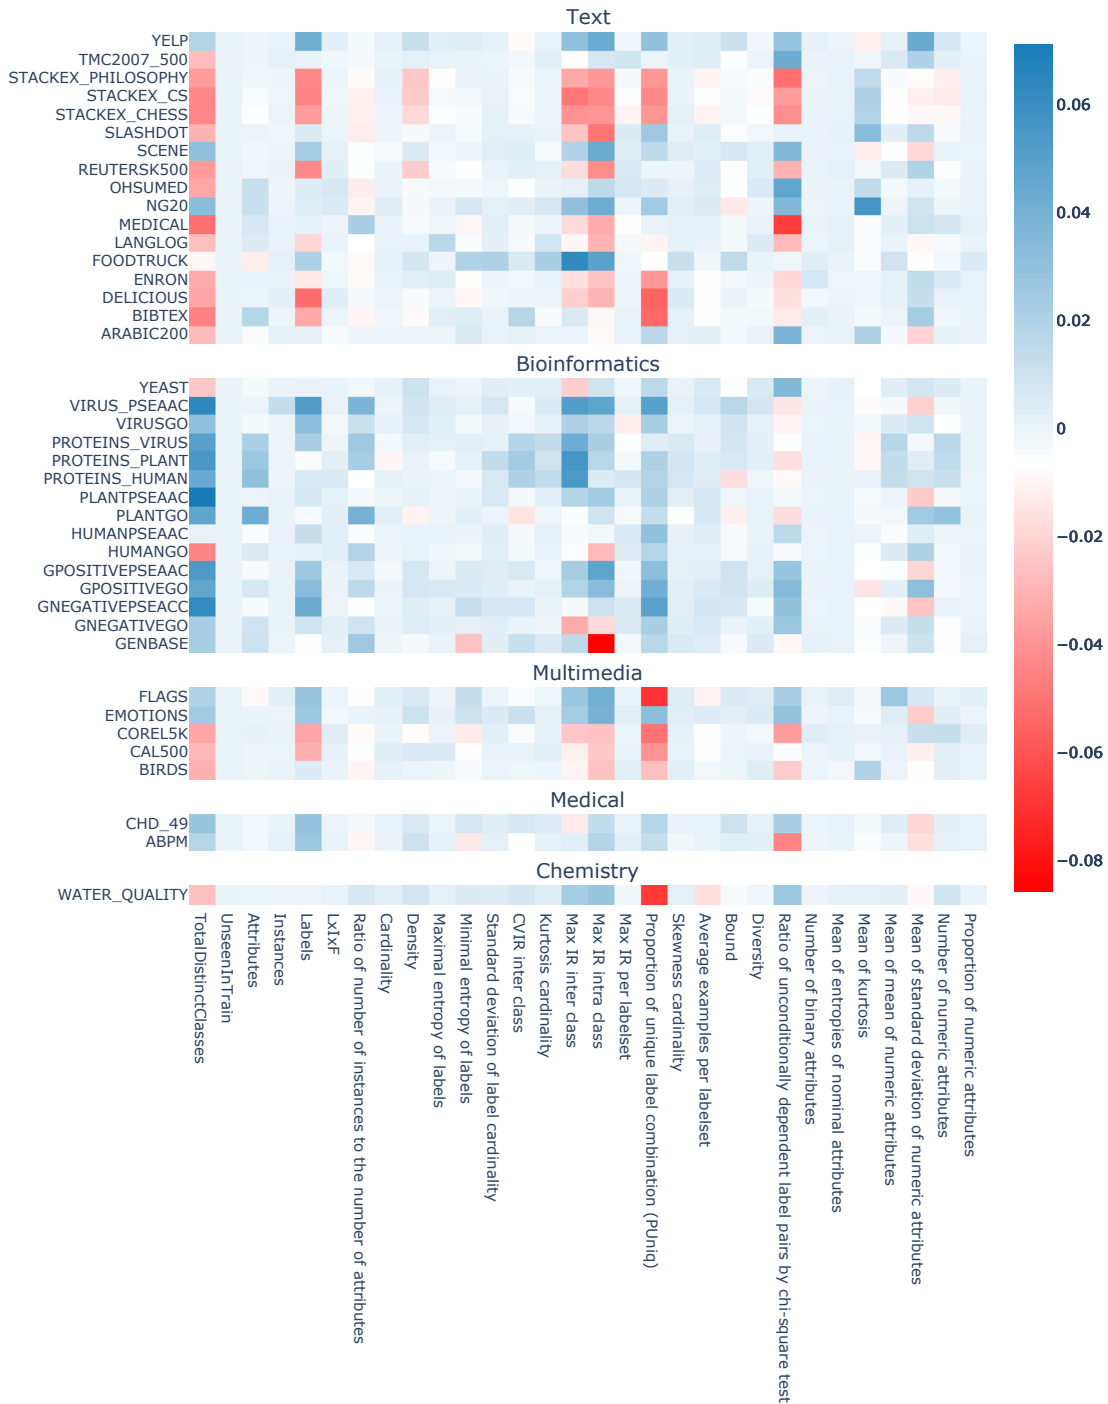 Text
YELP
TMC2007_500
STACKEX_PHILOSOPHY
STACKEX_CS
STACKEX_CHESS
SLASHDOT
SCENE
REUTERSK500
OHSUMED
NG20
MEDICAL
LANGLOG
FOODTRUCK
ENRON
DELICIOUS
BIBTEX
ARABIC200
Bioinformatics
YEAST
VIRUS_PSEAAC
VIRUSGO
PROTEINS_VIRUS
PROTEINS_PLANT
PROTEINS_HUMAN
PLANTPSEAAC
PLANTGO
HUMANPSEAAC
HUMANGO
GPOSITIVEPSEAAC
GPOSITIVEGO
GNEGATIVEPSEACC
GNEGATIVEGO
GENBASE
Multimedia
FLAGS
EMOTIONS
COREL5K
CAL500
BIRDS
Medical
CHD_49
ABPM
Chemistry
WATER_QUALITY
TotalDistinctClasses
UnseenInTrain
Attributes
Instances
Labels
LxIxF
Ratio of number of instances to the number of attributes
Cardinality
Density
Maximal entropy of labels
Minimal entropy of labels
Standard deviation of label cardinality
CVIR inter class
Kurtosis cardinality
Max IR inter class
Max IR intra class
Max IR per labelset
Proportion of unique label combination (PUniq)
Skewness cardinality
Average examples per labelset
Bound
Diversity
Ratio of unconditionally dependent label pairs by chi-square test
Number of binary attributes
Mean of entropies of nominal attributes
Mean of kurtosis
Mean of mean of numeric attributes
Mean of standard deviation of numeric attributes
Number of numeric attributes
Proportion of numeric attributes
0.06
0.04
0.02
0
−0.02
−0.04
−0.06
−0.08